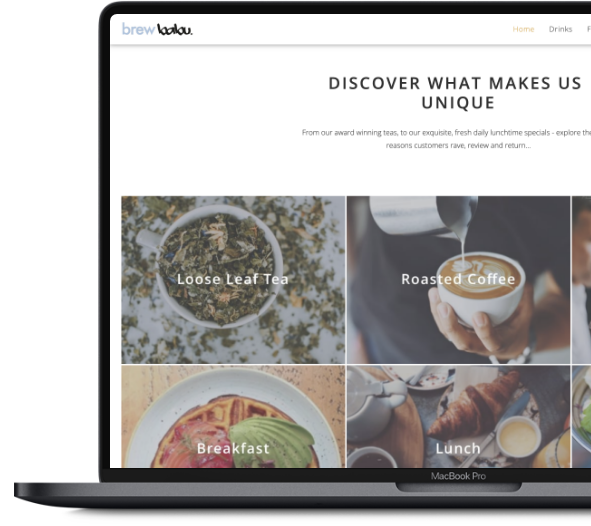 brew balou.
Home Drinks F
DISCOVER WHAT MAKES US
UNIQUE
From our award winning teas, to our exquisite, fresh daily lunchtime specials - explore the
reasons customers rave, review and return...
Loose Leaf Tea
Roasted Coffee
Breakfast
Lunch
MacBook Pro